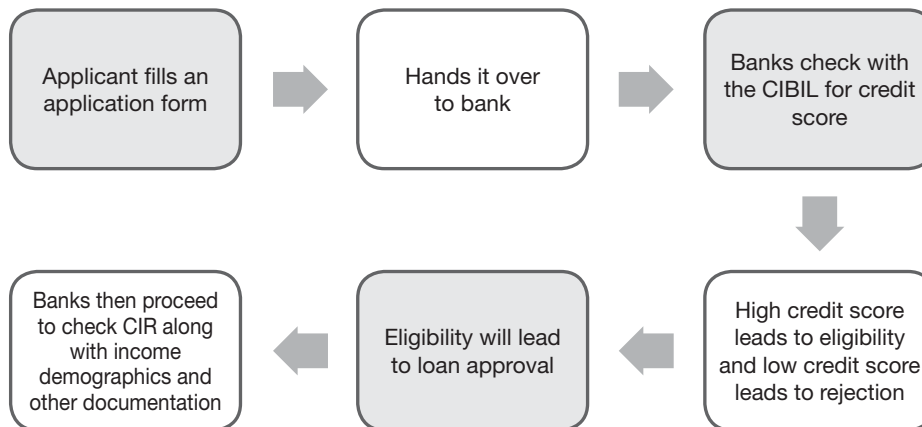 Applicant fills an
application form
Hands it over
to bank
Banks check with
the CIBIL for credit
score
High credit score
leads to eligibility
and low credit score
leads to rejection
Eligibility will lead
to loan approval
Banks then proceed
to check CIR along
with income
demographics and
other documentation